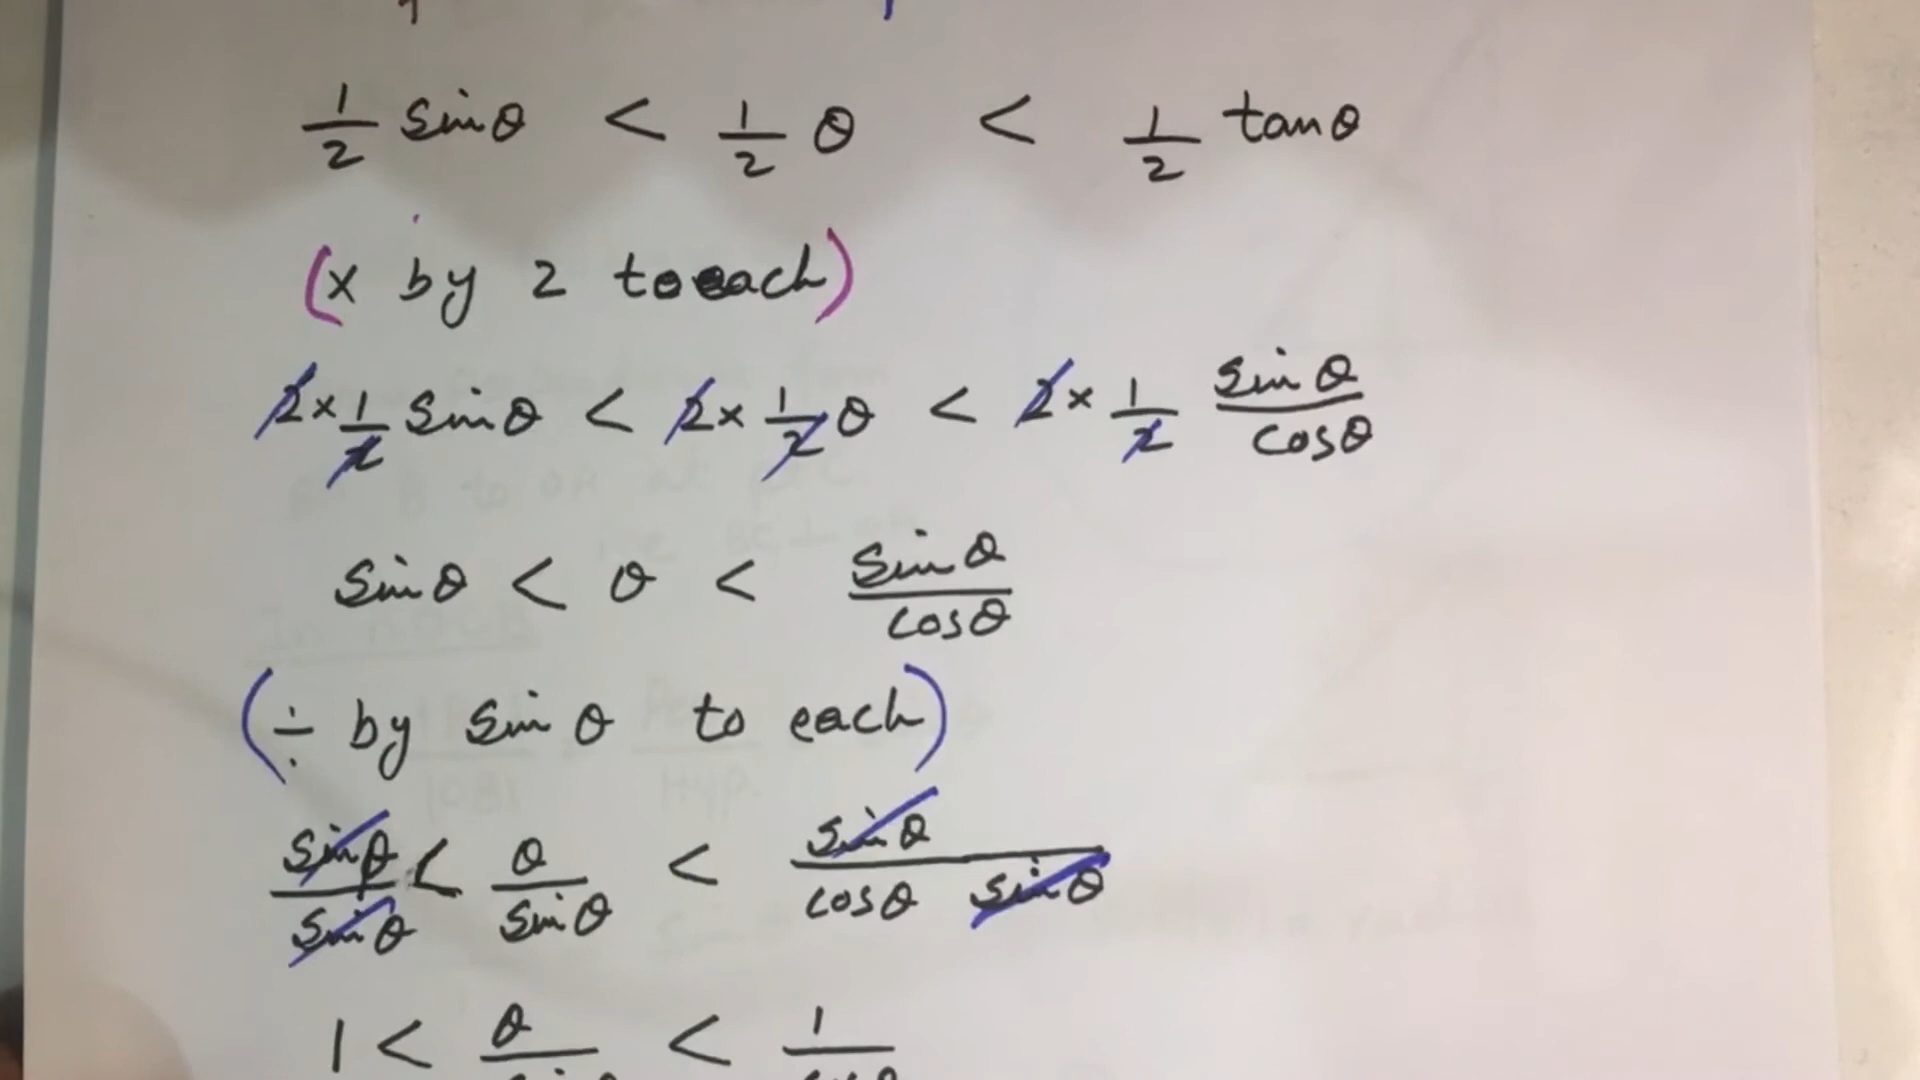 1/2 sinθ < 1/2 θ < 1/2 tanθ
(× by 2 to each)
2 × 1/2 sinθ < 2 × 1/2 θ < 2 × 1/2 sinθ/cosθ
sinθ < θ < sinθ/cosθ
(÷ by sinθ to each)
sinθ/sinθ < θ/sinθ < sinθ/cosθ sinθ
1 < θ/sinθ < 1/cosθ